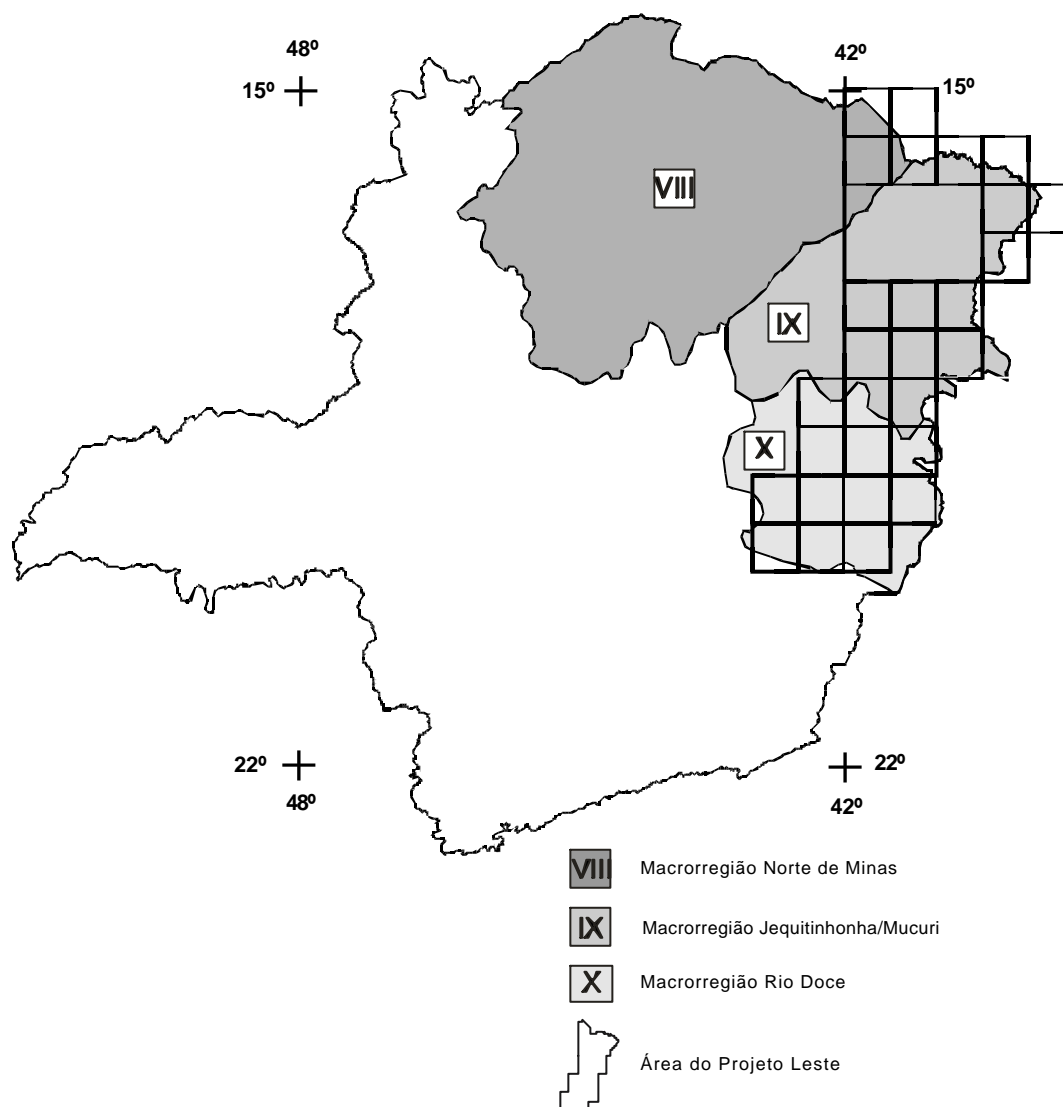 48º
42º
15º
15º
VIII
IX
X
22º
22º
48º
42º
VIII Macrorregião Norte de Minas
IX Macrorregião Jequitinhonha/Mucuri
X Macrorregião Rio Doce
Área do Projeto Leste